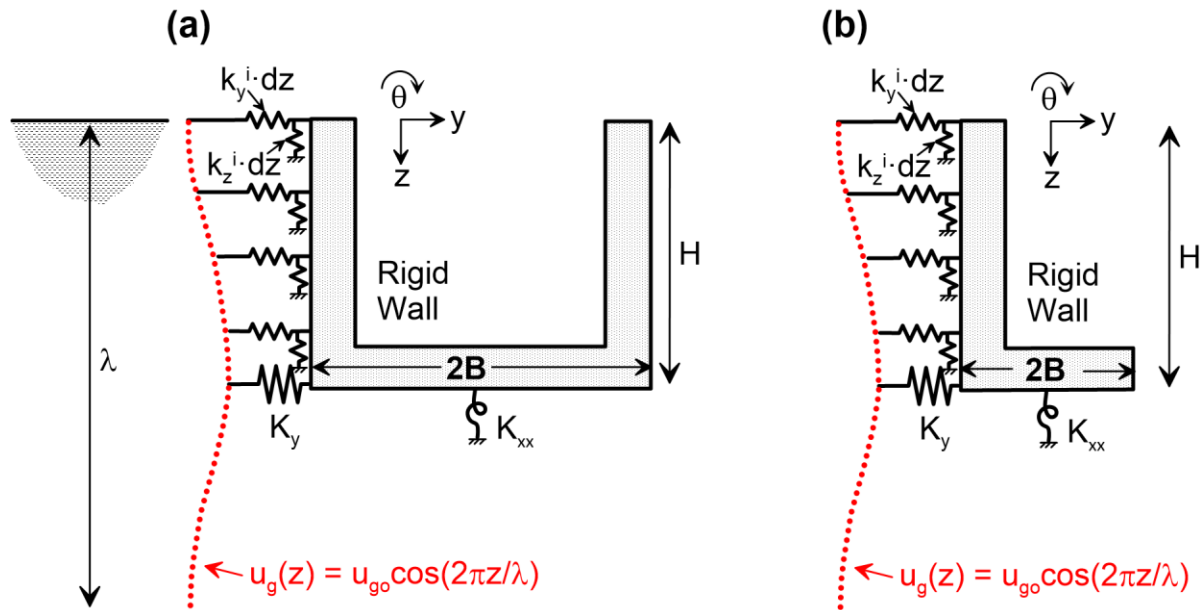 (a)
k_y^i·dz
θ
y
k_z^i·dz
z
Rigid
Wall
H
λ
2B
K_y
K_xx
u_g(z) = u_go cos(2πz/λ)
(b)
k_y^i·dz
θ
y
k_z^i·dz
z
Rigid
Wall
H
2B
K_y
K_xx
u_g(z) = u_go cos(2πz/λ)